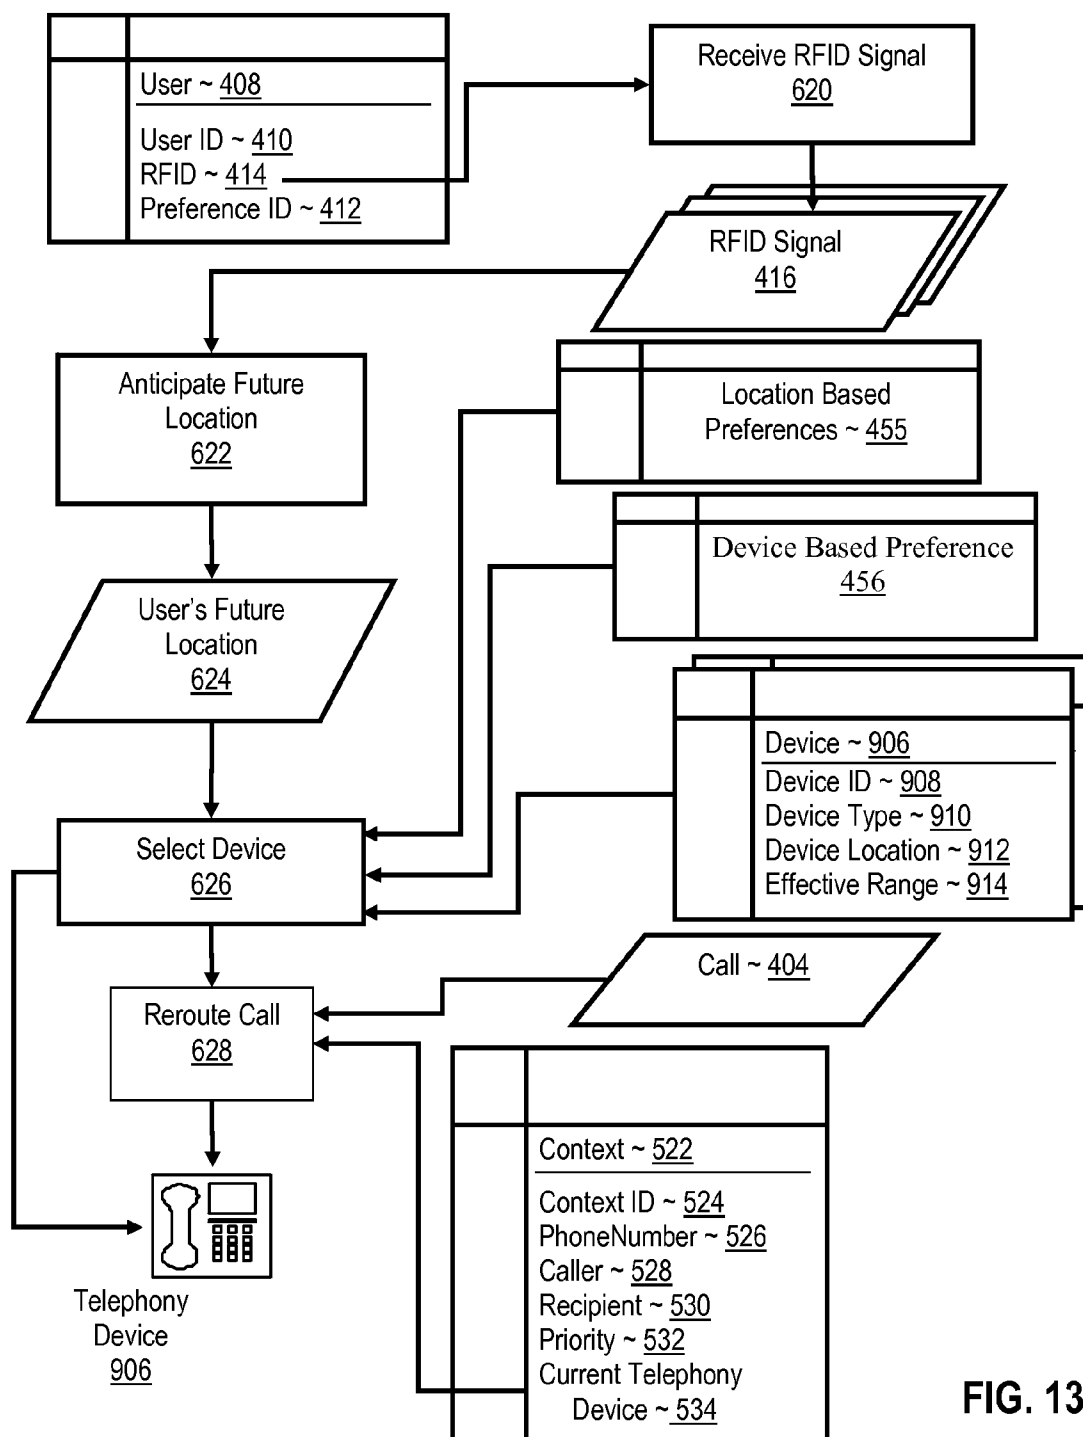 User ~ 408
User ID ~ 410
RFID ~ 414
Preference ID ~ 412
Receive RFID Signal
620
RFID Signal
416
Anticipate Future
Location
622
Location Based
Preferences ~ 455
Device Based Preference
456
User's Future
Location
624
Device ~ 906
Device ID ~ 908
Device Type ~ 910
Device Location ~ 912
Effective Range ~ 914
Select Device
626
Call ~ 404
Reroute Call
628
Context ~ 522
Context ID ~ 524
PhoneNumber ~ 526
Caller ~ 528
Recipient ~ 530
Priority ~ 532
Current Telephony
Device ~ 534
Telephony
Device
906
FIG. 13